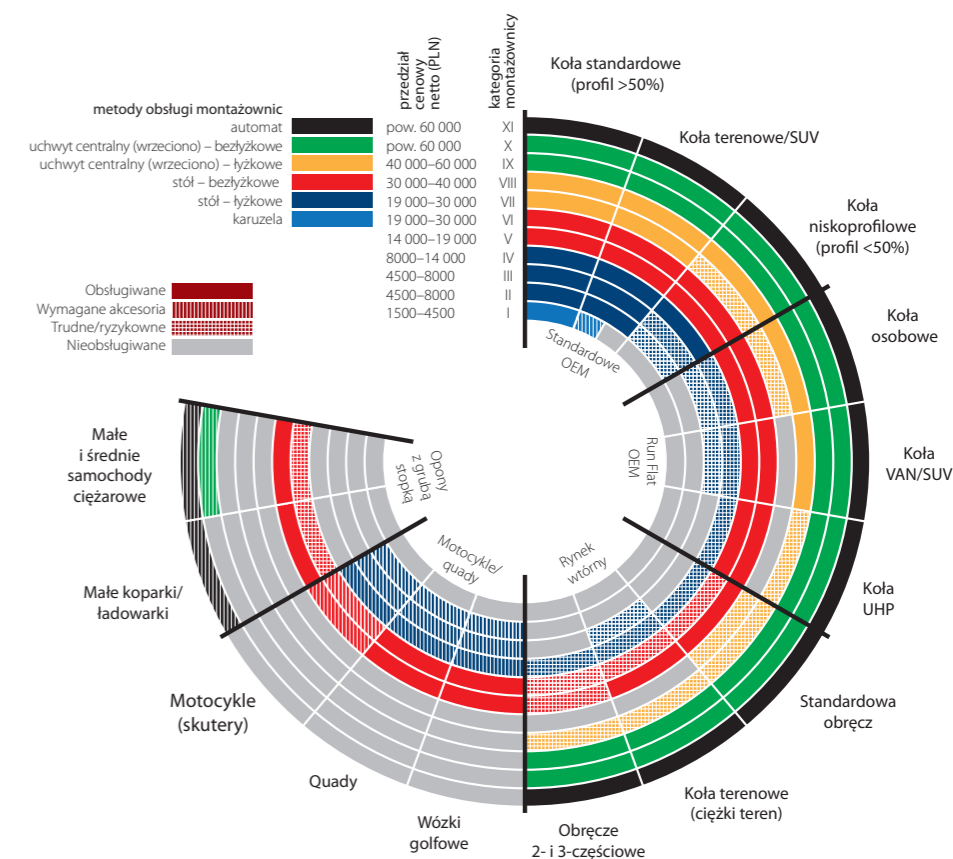 przedział
cenowy
netto (PLN)
kategoria
montażownicy
metody obsługi montażownic
automat
pow. 60 000
XI
uchwyt centralny (wrzeciono) – bezłyżkowe
pow. 60 000
X
uchwyt centralny (wrzeciono) – łyżkowe
40 000–60 000
IX
stół – bezłyżkowe
30 000–40 000
VIII
stół – łyżkowe
19 000–30 000
VII
karuzela
19 000–30 000
VI
14 000–19 000
V
8000–14 000
IV
4500–8000
III
4500–8000
II
1500–4500
I
Obsługiwane
Wymagane akcesoria
Trudne/ryzykowne
Nieobsługiwane
Koła standardowe
(profil >50%)
Koła terenowe/SUV
Koła
niskoprofilowe
(profil <50%)
Koła
osobowe
Koła
VAN/SUV
Koła
UHP
Standardowa
obręcz
Koła terenowe
(ciężki teren)
Obręcze
2- i 3-częściowe
Wózki
golfowe
Quady
Motocykle
(skutery)
Małe koparki/
ładowarki
Małe
i średnie
samochody
ciężarowe
Standardowe
OEM
Run Flat
OEM
Rynek
wtórny
Motocykle/
quady
Opony
z grubą
stopką